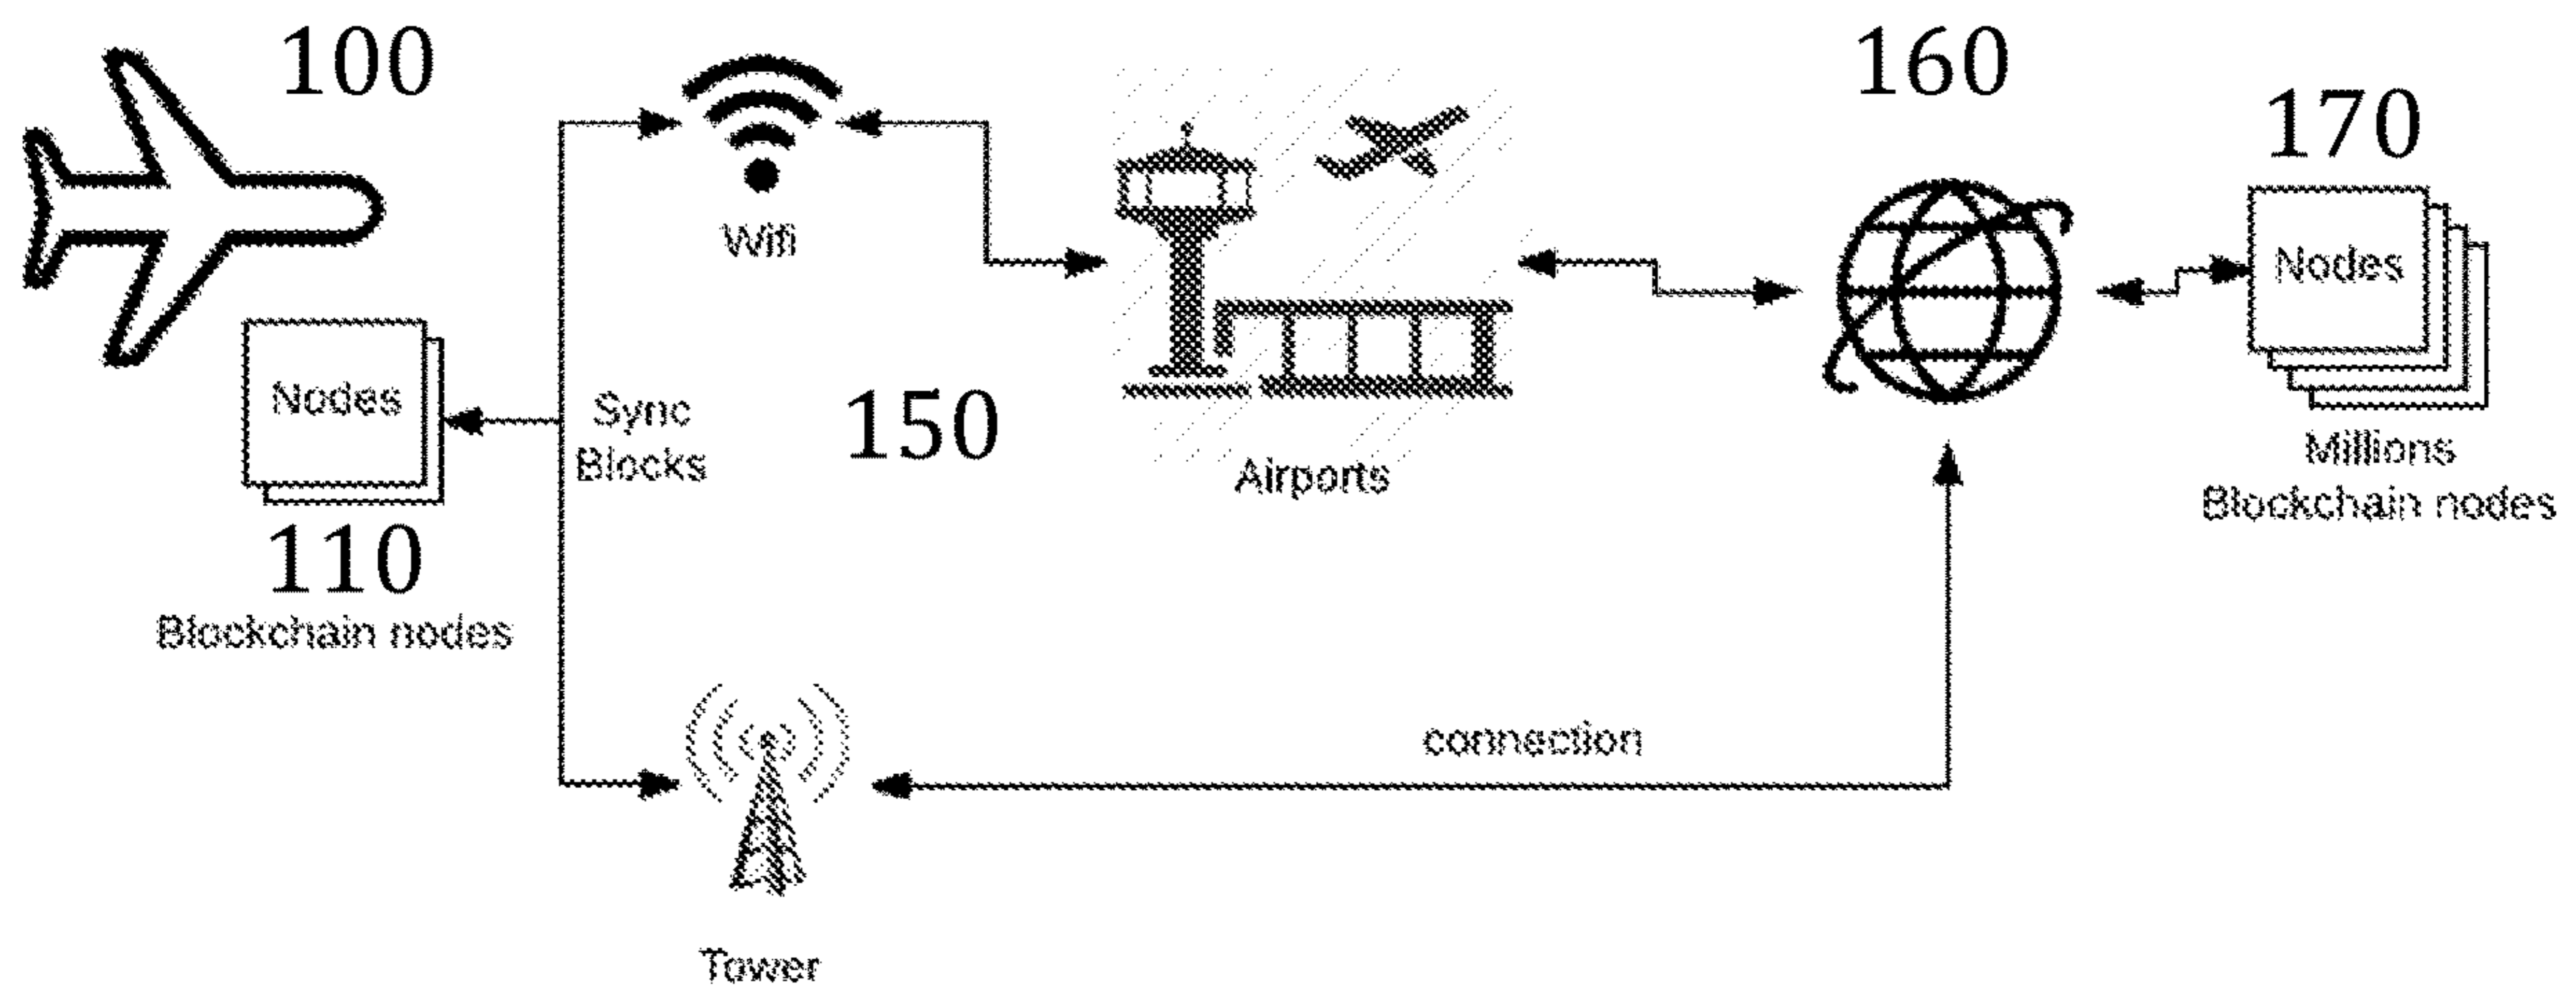 100
160
170
Wifi
Nodes
Nodes
Sync
Blocks
150
Airports
Millions
Blockchain nodes
110
Blockchain nodes
connection
Tower